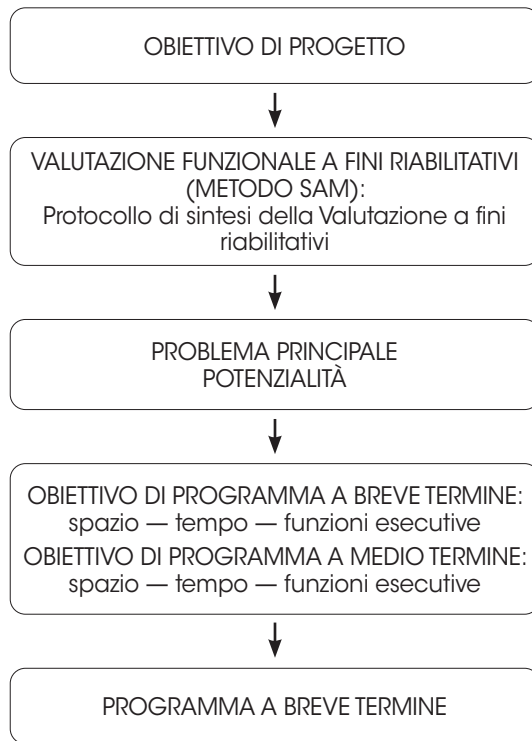 OBIETTIVO DI PROGETTO
VALUTAZIONE FUNZIONALE A FINI RIABILITATIVI
(METODO SAM):
Protocollo di sintesi della Valutazione a fini
riabilitativi
PROBLEMA PRINCIPALE
POTENZIALITÀ
OBIETTIVO DI PROGRAMMA A BREVE TERMINE:
spazio — tempo — funzioni esecutive
OBIETTIVO DI PROGRAMMA A MEDIO TERMINE:
spazio — tempo — funzioni esecutive
PROGRAMMA A BREVE TERMINE